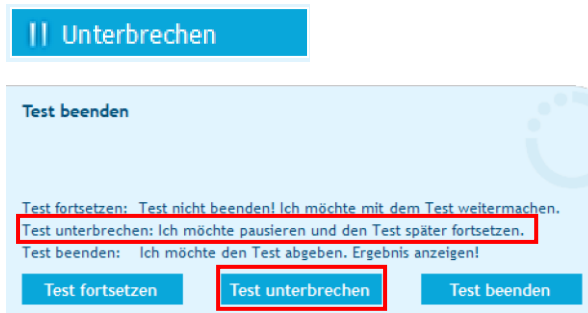 Unterbrechen
Test beenden
Test fortsetzen: Test nicht beenden! Ich möchte mit dem Test weitermachen.
Test unterbrechen: Ich möchte pausieren und den Test später fortsetzen.
Test beenden: Ich möchte den Test abgeben. Ergebnis anzeigen!
Test fortsetzen Test unterbrechen Test beenden